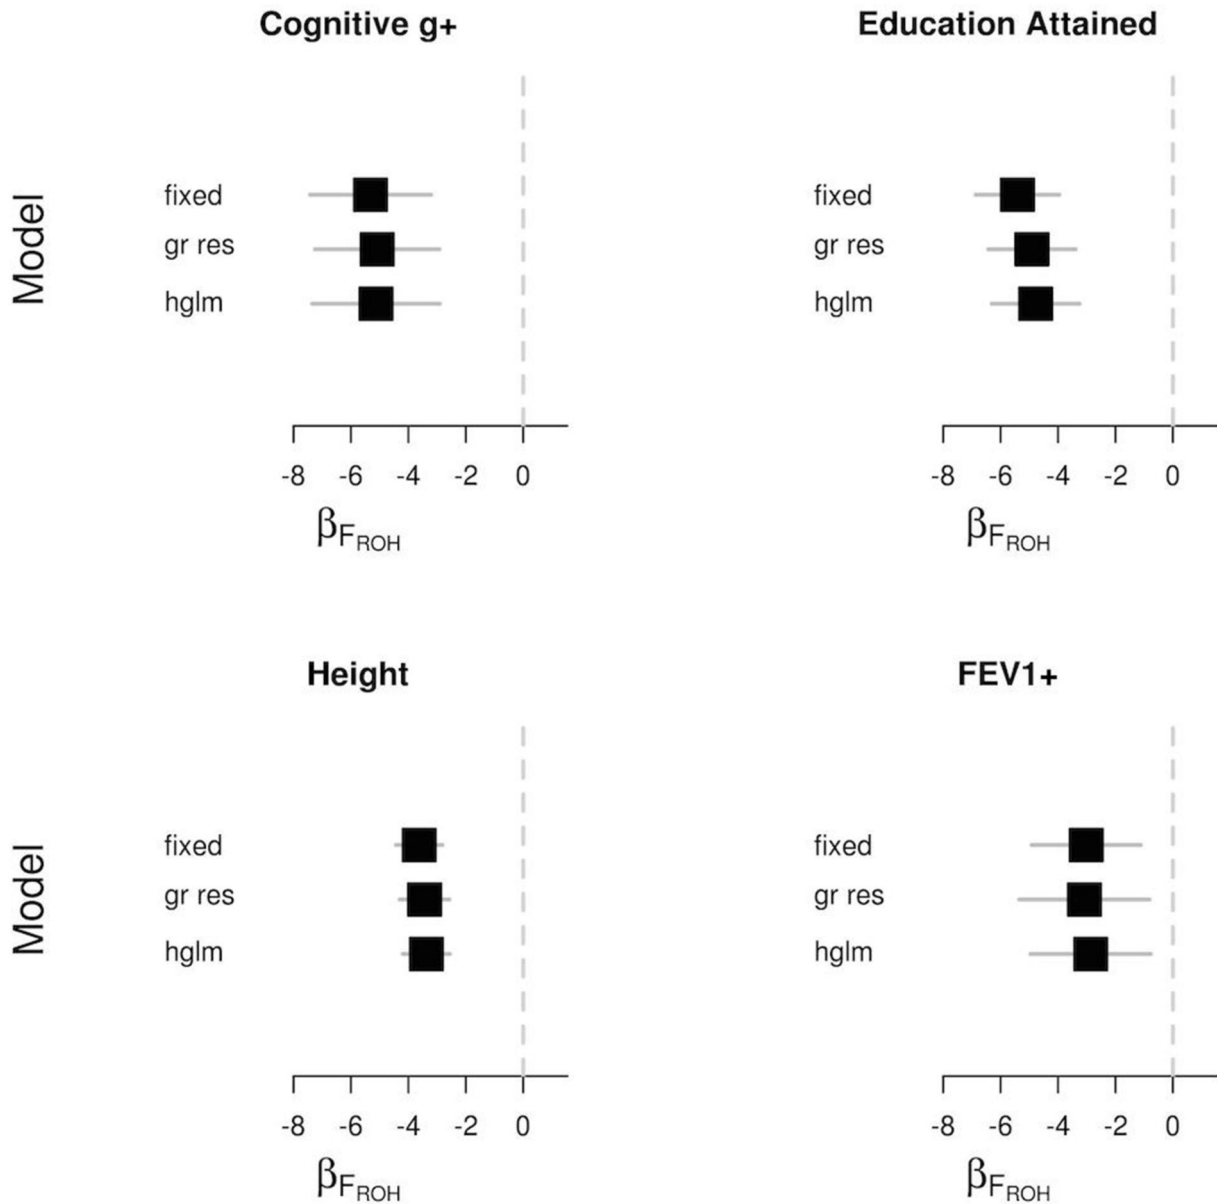 Cognitive g+
Model
fixed
gr res
hglm
-8 -6 -4 -2 0
βFROH
Education Attained
fixed
gr res
hglm
-8 -6 -4 -2 0
βFROH
Height
Model
fixed
gr res
hglm
-8 -6 -4 -2 0
βFROH
FEV1+
fixed
gr res
hglm
-8 -6 -4 -2 0
βFROH